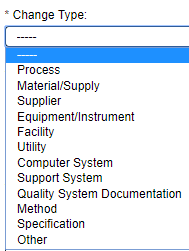 * Change Type:
-----
-----
Process
Material/Supply
Supplier
Equipment/Instrument
Facility
Utility
Computer System
Support System
Quality System Documentation
Method
Specification
Other